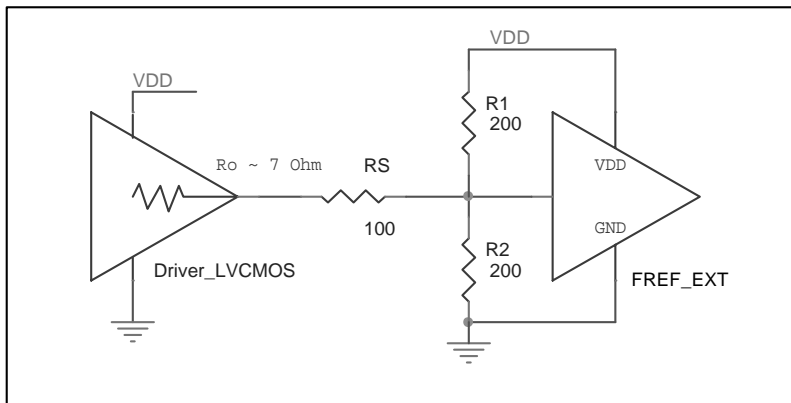 VDD
VDD
R1
200
Ro ~ 7 Ohm
RS
VDD
100
GND
R2
200
Driver_LVCMOS
FREF_EXT